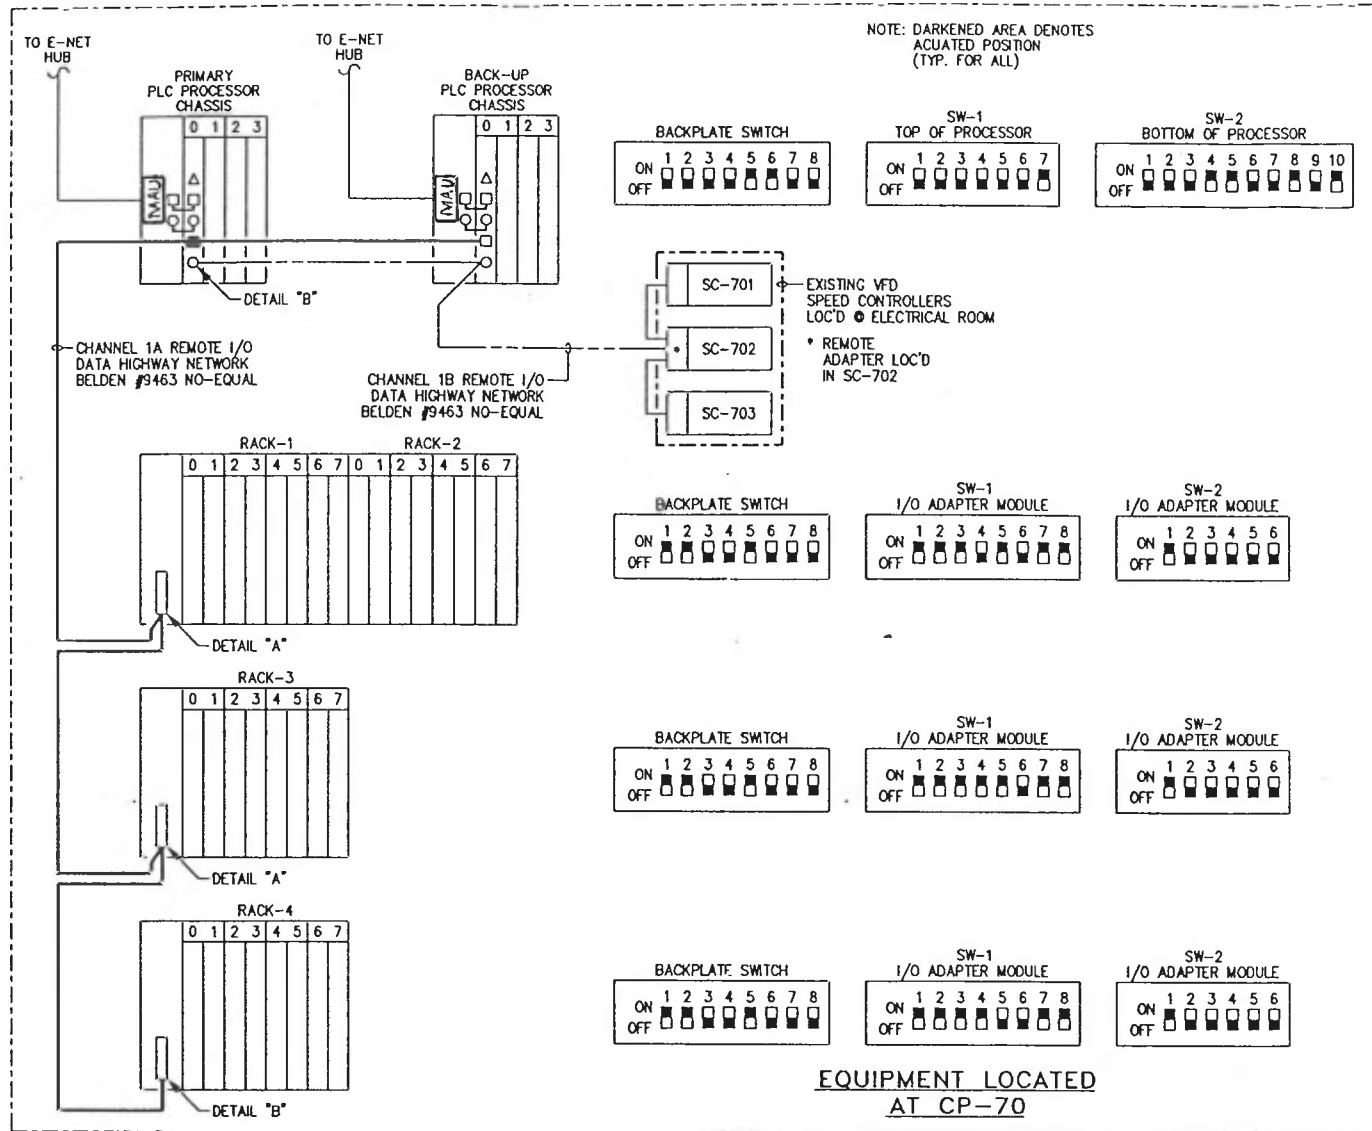 TO E-NET
HUB
TO E-NET
HUB
NOTE: DARKENED AREA DENOTES
ACUATED POSITION
(TYP. FOR ALL)
PRIMARY
PLC PROCESSOR
CHASSIS
BACK-UP
PLC PROCESSOR
CHASSIS
0 1 2 3
0 1 2 3
MAU
MAU
BACKPLATE SWITCH
1 2 3 4 5 6 7 8
ON
OFF
SW-1
TOP OF PROCESSOR
1 2 3 4 5 6 7
ON
OFF
SW-2
BOTTOM OF PROCESSOR
1 2 3 4 5 6 7 8 9 10
ON
OFF
DETAIL "B"
SC-701
* SC-702
SC-703
EXISTING VFD
SPEED CONTROLLERS
LOC'D @ ELECTRICAL ROOM
* REMOTE
ADAPTER LOC'D
IN SC-702
CHANNEL 1A REMOTE I/O
DATA HIGHWAY NETWORK
BELDEN #9463 NO-EQUAL
CHANNEL 1B REMOTE I/O
DATA HIGHWAY NETWORK
BELDEN #9463 NO-EQUAL
RACK-1
RACK-2
0 1 2 3 4 5 6 7 0 1 2 3 4 5 6 7
DETAIL "A"
BACKPLATE SWITCH
1 2 3 4 5 6 7 8
ON
OFF
SW-1
I/O ADAPTER MODULE
1 2 3 4 5 6 7 8
ON
OFF
SW-2
I/O ADAPTER MODULE
1 2 3 4 5 6
ON
OFF
RACK-3
0 1 2 3 4 5 6 7
DETAIL "A"
BACKPLATE SWITCH
1 2 3 4 5 6 7 8
ON
OFF
SW-1
I/O ADAPTER MODULE
1 2 3 4 5 6 7 8
ON
OFF
SW-2
I/O ADAPTER MODULE
1 2 3 4 5 6
ON
OFF
RACK-4
0 1 2 3 4 5 6 7
DETAIL "B"
BACKPLATE SWITCH
1 2 3 4 5 6 7 8
ON
OFF
SW-1
I/O ADAPTER MODULE
1 2 3 4 5 6 7 8
ON
OFF
SW-2
I/O ADAPTER MODULE
1 2 3 4 5 6
ON
OFF
EQUIPMENT LOCATED
AT CP-70